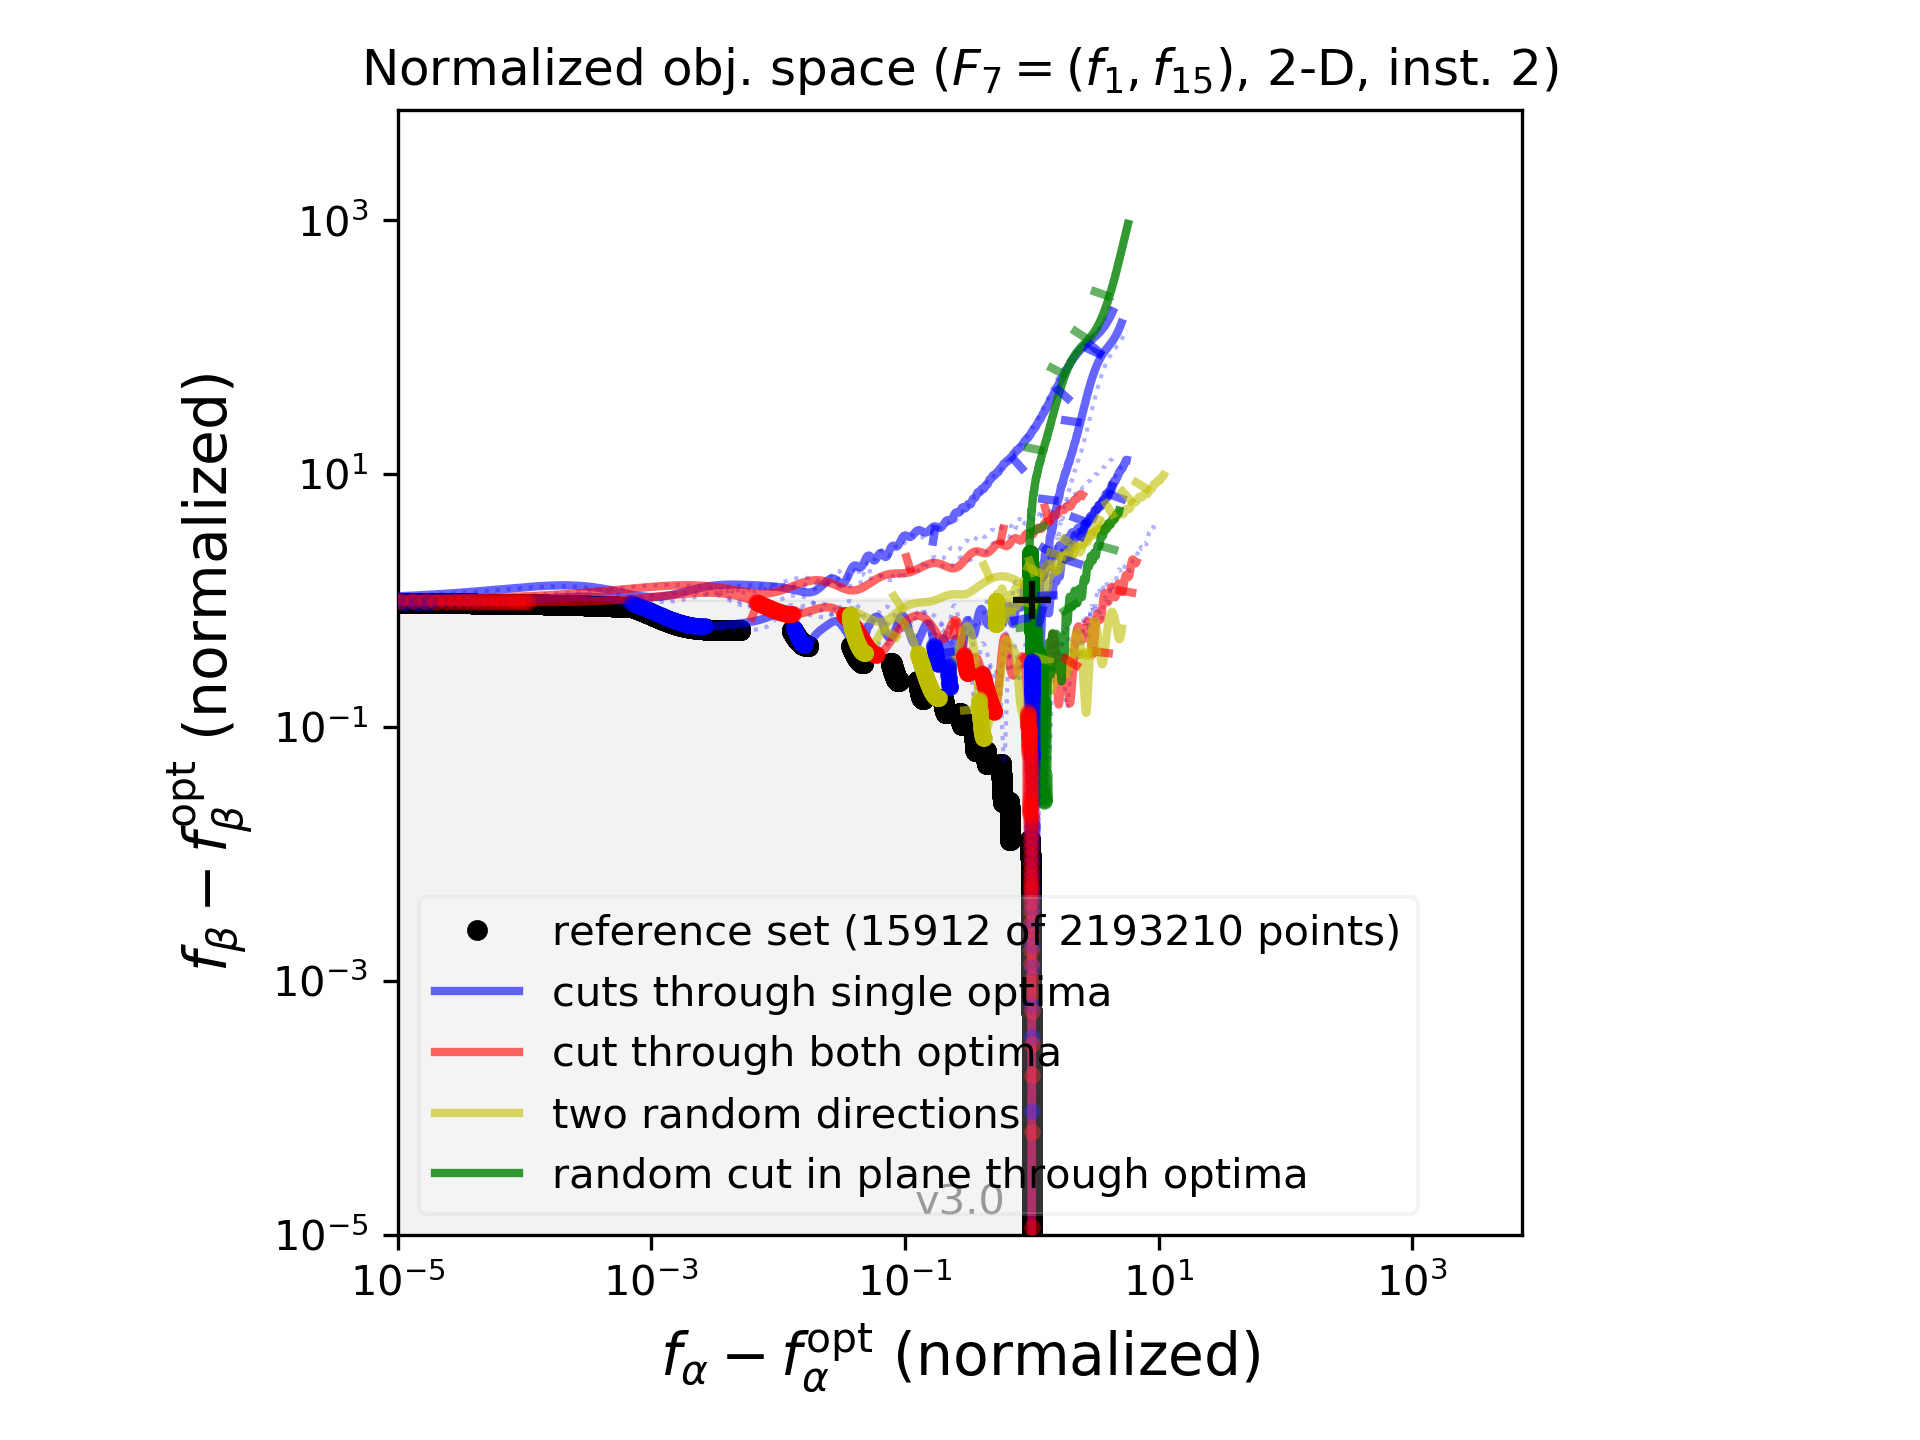 Normalized obj. space (F₇ = (f₁, f₁₅), 2-D, inst. 2)
f_β − f_β^opt (normalized)
10³
10¹
10⁻¹
10⁻³
10⁻⁵
reference set (15912 of 2193210 points)
cuts through single optima
cut through both optima
two random directions
random cut in plane through optima
v3.0
10⁻⁵ 10⁻³ 10⁻¹ 10¹ 10³
f_α − f_α^opt (normalized)